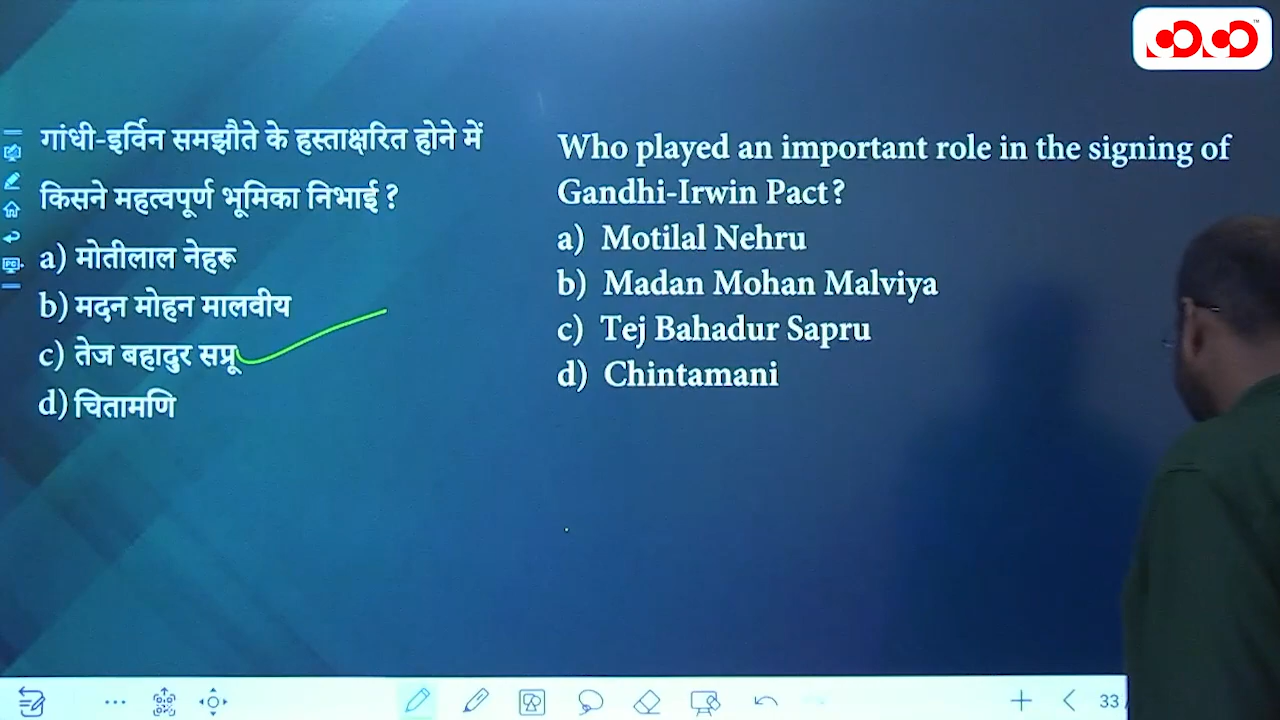 गांधी-इर्विन समझौते के हस्ताक्षरित होने में
किसने महत्वपूर्ण भूमिका निभाई ?
a) मोतीलाल नेहरू
b) मदन मोहन मालवीय
c) तेज बहादुर सप्रू
d) चितामणि
Who played an important role in the signing of
Gandhi-Irwin Pact?
a) Motilal Nehru
b) Madan Mohan Malviya
c) Tej Bahadur Sapru
d) Chintamani
33